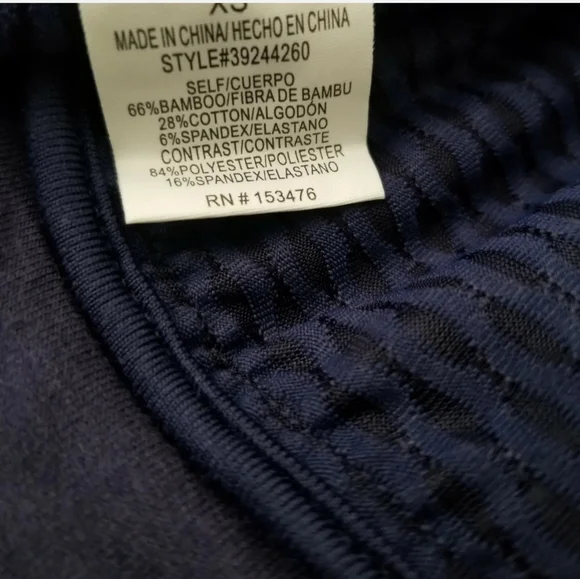 XS
MADE IN CHINA/ HECHO EN CHINA
STYLE#39244260
SELF/CUERPO
66%BAMBOO/FIBRA DE BAMBU
28%COTTON/ALGODÓN
6%SPANDEX/ELASTANO
CONTRAST/CONTRASTE
84%POLYESTER/POLIESTER
16%SPANDEX/ELASTANO
RN # 153476